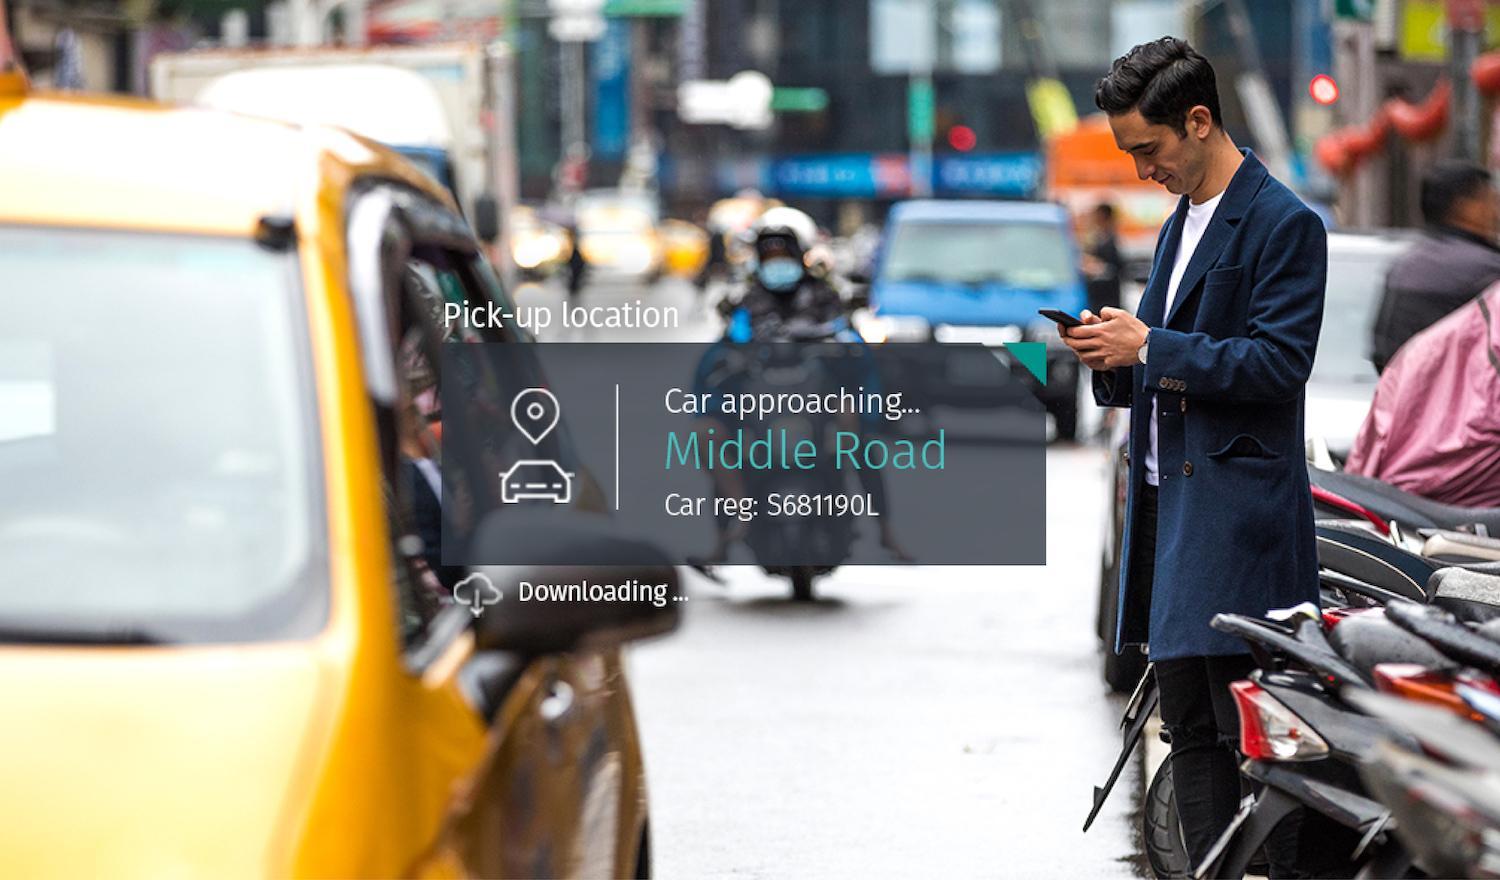 Pick-up location
Car approaching...
Middle Road
Car reg: S681190L
Downloading ...